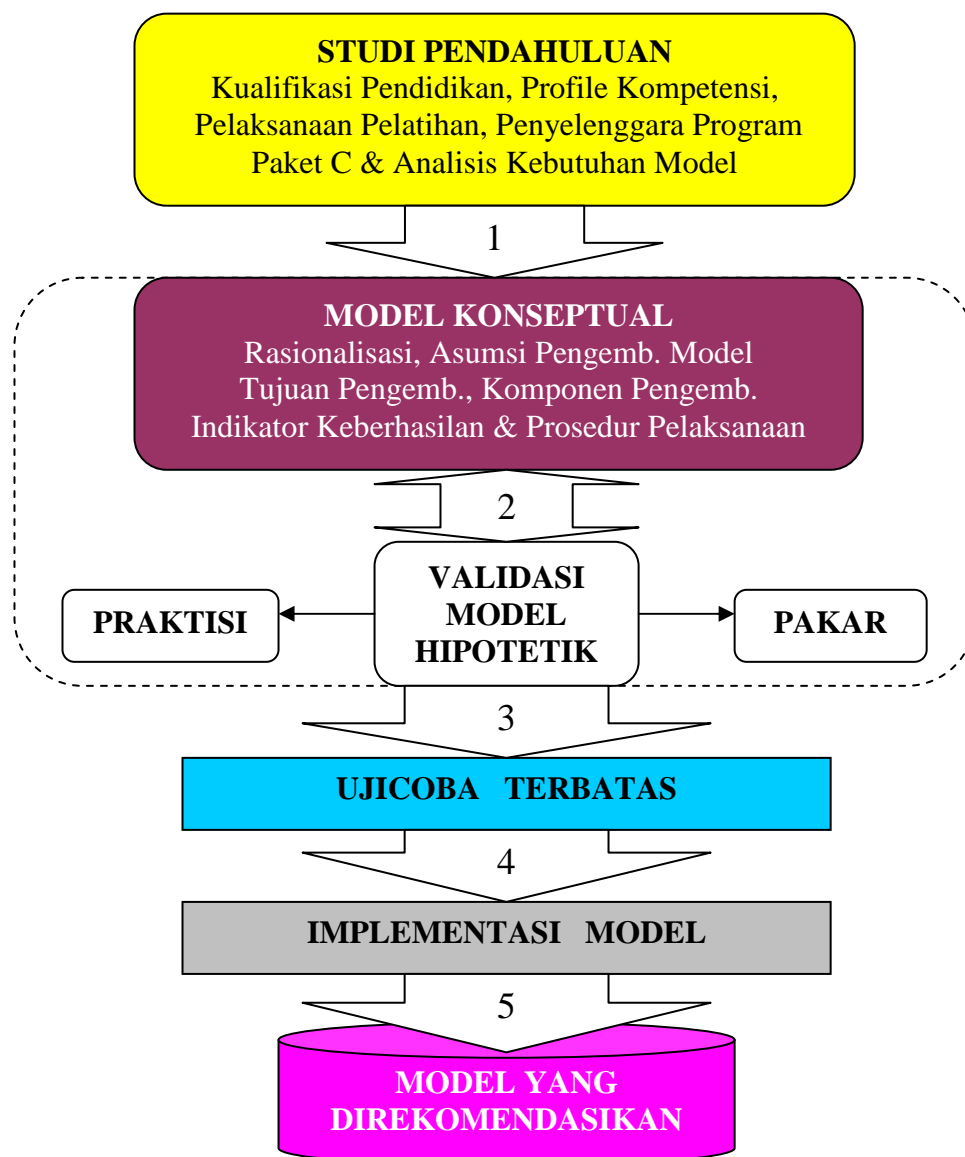 STUDI PENDAHULUAN
Kualifikasi Pendidikan, Profile Kompetensi,
Pelaksanaan Pelatihan, Penyelenggara Program
Paket C & Analisis Kebutuhan Model
1
MODEL KONSEPTUAL
Rasionalisasi, Asumsi Pengemb. Model
Tujuan Pengemb., Komponen Pengemb.
Indikator Keberhasilan & Prosedur Pelaksanaan
2
VALIDASI
MODEL
HIPOTETIK
PRAKTISI
PAKAR
3
UJICOBA TERBATAS
4
IMPLEMENTASI MODEL
5
MODEL YANG
DIREKOMENDASIKAN